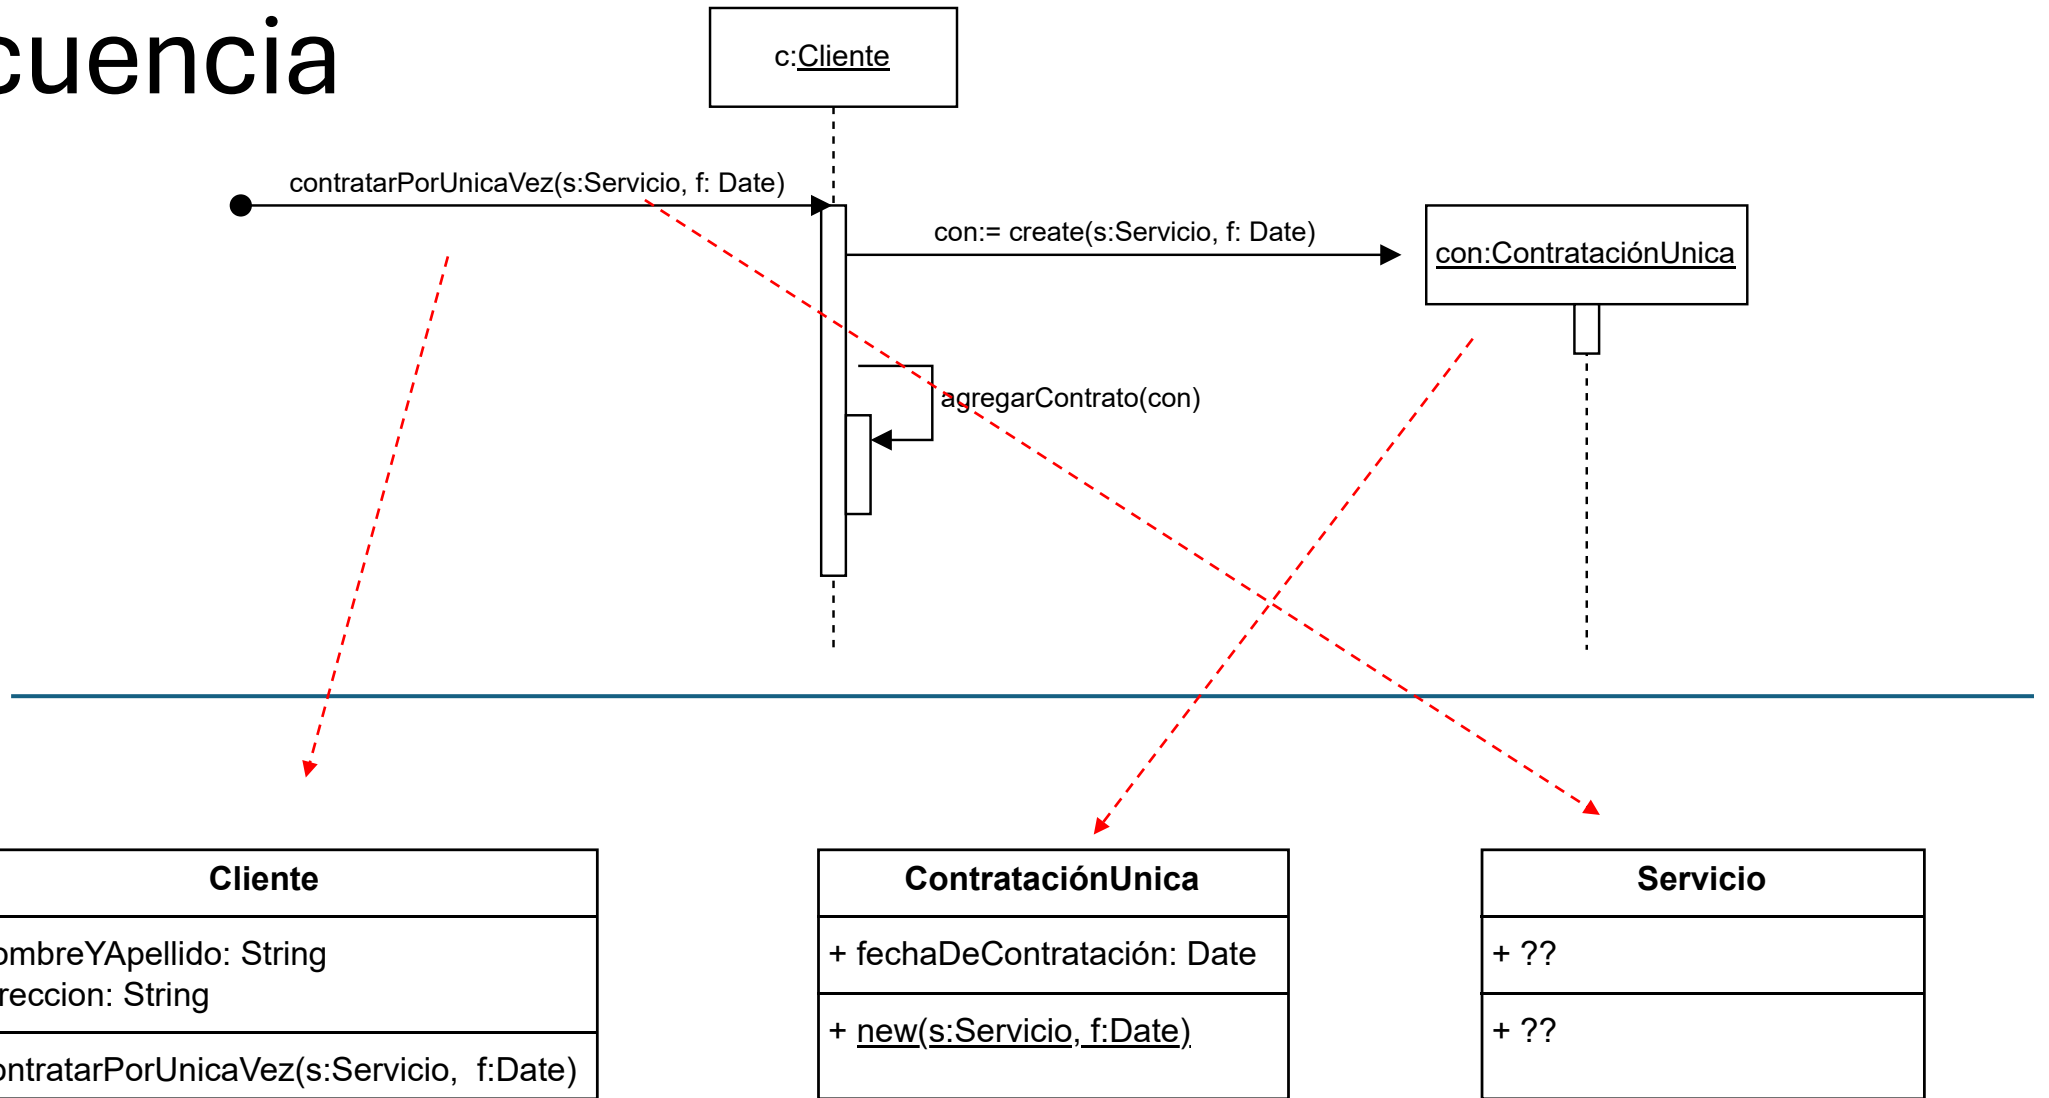 cuencia
c:Cliente
contratarPorUnicaVez(s:Servicio, f: Date)
con:= create(s:Servicio, f: Date)
con:ContrataciónUnica
agregarContrato(con)
Cliente
ombreYApellido: String
reccion: String
ontratarPorUnicaVez(s:Servicio, f:Date)
ContrataciónUnica
+ fechaDeContratación: Date
+ new(s:Servicio, f:Date)
Servicio
+ ??
+ ??